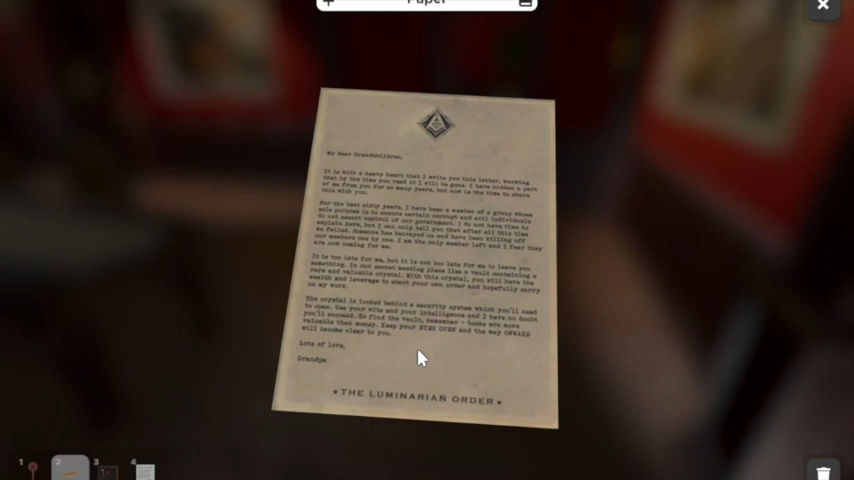 Paper
My Dear Grandchildren,
It is with a heavy heart that I write you this letter, knowing
that by the time you read it I will be gone. I have hidden a part
of me from you for so many years, but now is the time to share
this with you.
For the last sixty years, I have been a member of a group whose
sole purpose is to ensure certain corrupt and evil individuals
do not exert control of our government. I do not have time to
explain here, but I can only tell you that after all this time
we failed. Someone has betrayed us and have been killing off
our members one by one. I am the only member left and I fear they
are now coming for me.
It is too late for me, but it is not too late for me to leave you
something. In our secret meeting place lies a vault containing a
rare and valuable crystal. With this crystal, you will have the
wealth and leverage to start your own order and hopefully carry
on my work.
The crystal is locked behind a security system which you'll need
to open. Use your wits and your intelligence and I have no doubt
you'll succeed. To find the vault, remember - books are more
valuable than money. Keep your EYES OPEN and the way ONWARD
will become clear to you.
Lots of love,
Grandpa
• THE LUMINARIAN ORDER •
1 2 3 4